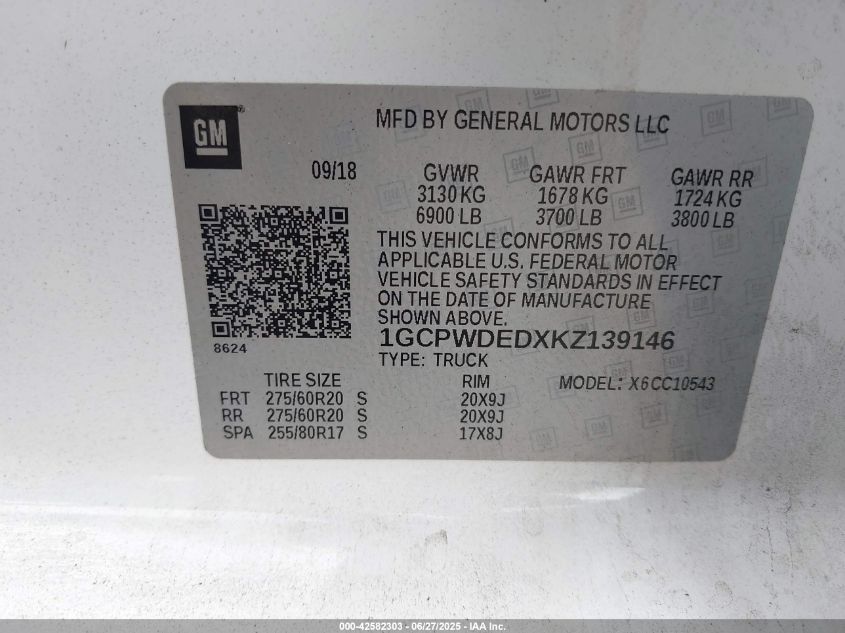 GM
MFD BY GENERAL MOTORS LLC
09/18
GVWR GAWR FRT GAWR RR
3130 KG 1678 KG 1724 KG
6900 LB 3700 LB 3800 LB
THIS VEHICLE CONFORMS TO ALL
APPLICABLE U.S. FEDERAL MOTOR
VEHICLE SAFETY STANDARDS IN EFFECT
ON THE DATE OF MANUFACTURE
SHOWN ABOVE.
8624
1GCPWDEDXKZ139146
TYPE: TRUCK
TIRE SIZE RIM MODEL: X6CC10543
FRT 275/60R20 S 20X9J
RR 275/60R20 S 20X9J
SPA 255/80R17 S 17X8J
000-42582303 - 06/27/2025 - IAA Inc.